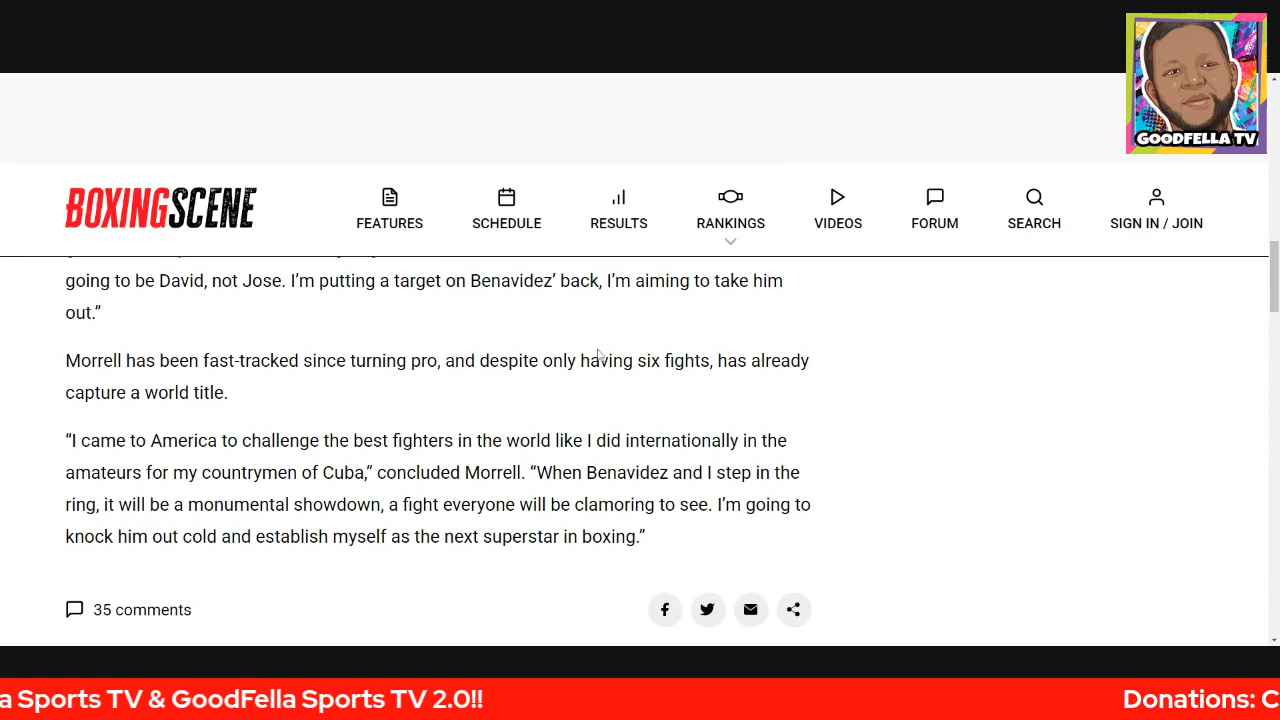 GOODFELLA TV
BOXINGSCENE
FEATURES
SCHEDULE
RESULTS
RANKINGS
VIDEOS
FORUM
SEARCH
SIGN IN / JOIN
going to be David, not Jose. I’m putting a target on Benavidez’ back, I’m aiming to take him
out.”
Morrell has been fast-tracked since turning pro, and despite only having six fights, has already
capture a world title.
“I came to America to challenge the best fighters in the world like I did internationally in the
amateurs for my countrymen of Cuba,” concluded Morrell. “When Benavidez and I step in the
ring, it will be a monumental showdown, a fight everyone will be clamoring to see. I’m going to
knock him out cold and establish myself as the next superstar in boxing.”
35 comments
a Sports TV & GoodFella Sports TV 2.0!!
Donations: C